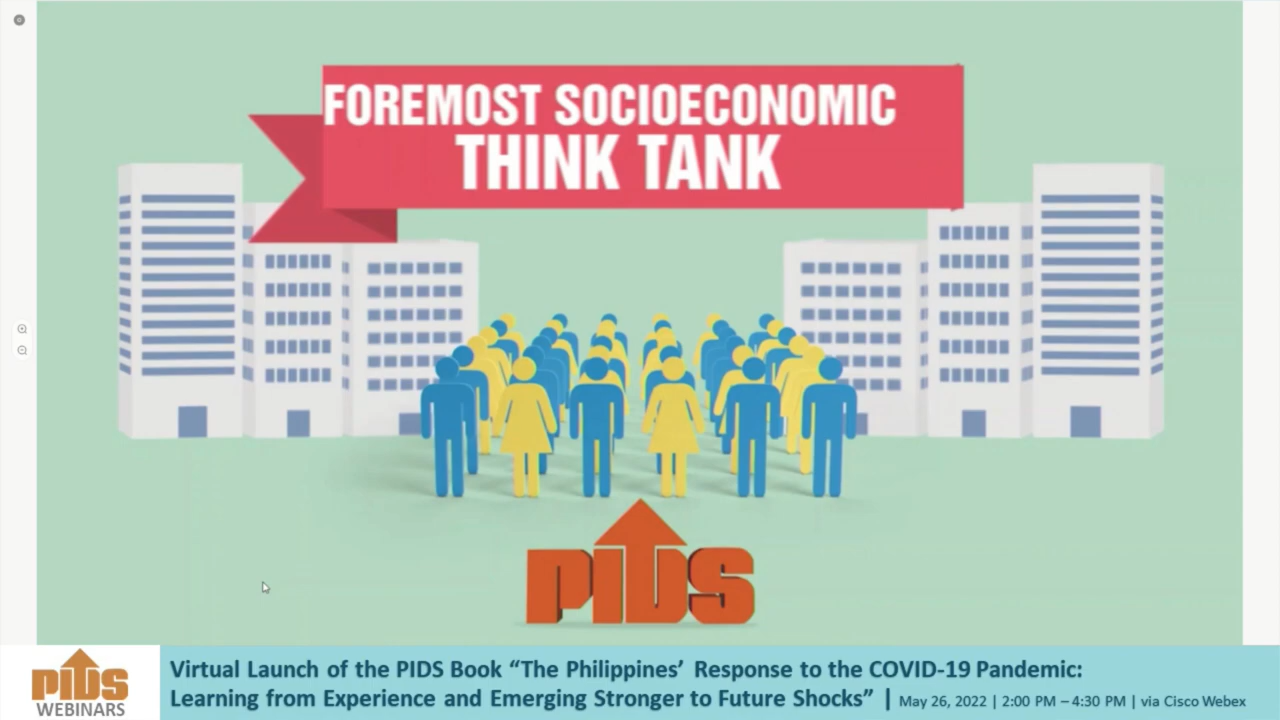 FOREMOST SOCIOECONOMIC
THINK TANK
PIDS
PIDS
WEBINARS
Virtual Launch of the PIDS Book “The Philippines’ Response to the COVID-19 Pandemic:
Learning from Experience and Emerging Stronger to Future Shocks” | May 26, 2022 | 2:00 PM – 4:30 PM | via Cisco Webex